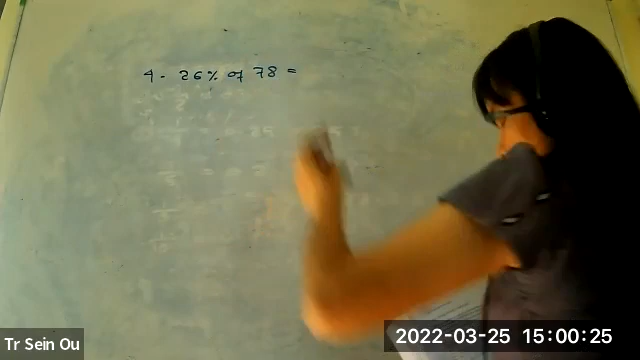 4. 26% of 78 =
Tr Sein Ou
2022-03-25 15:00:25